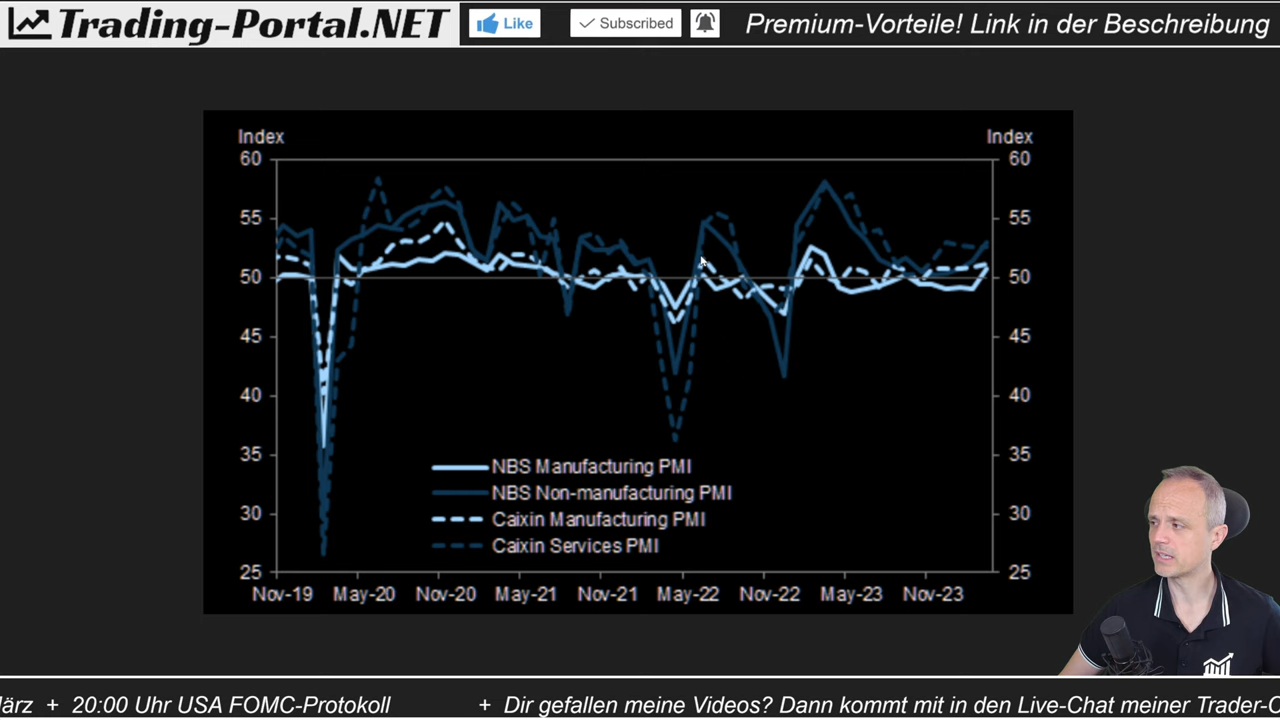 Trading-Portal.NET
Like
Subscribed
Premium-Vorteile! Link in der Beschreibung
Index Index
60 60
55 55
50 50
45 45
40 40
35 35
30 30
25 25
NBS Manufacturing PMI
NBS Non-manufacturing PMI
Caixin Manufacturing PMI
Caixin Services PMI
Nov-19 May-20 Nov-20 May-21 Nov-21 May-22 Nov-22 May-23 Nov-23
lärz + 20:00 Uhr USA FOMC-Protokoll + Dir gefallen meine Videos? Dann kommt mit in den Live-Chat meiner Trader-C